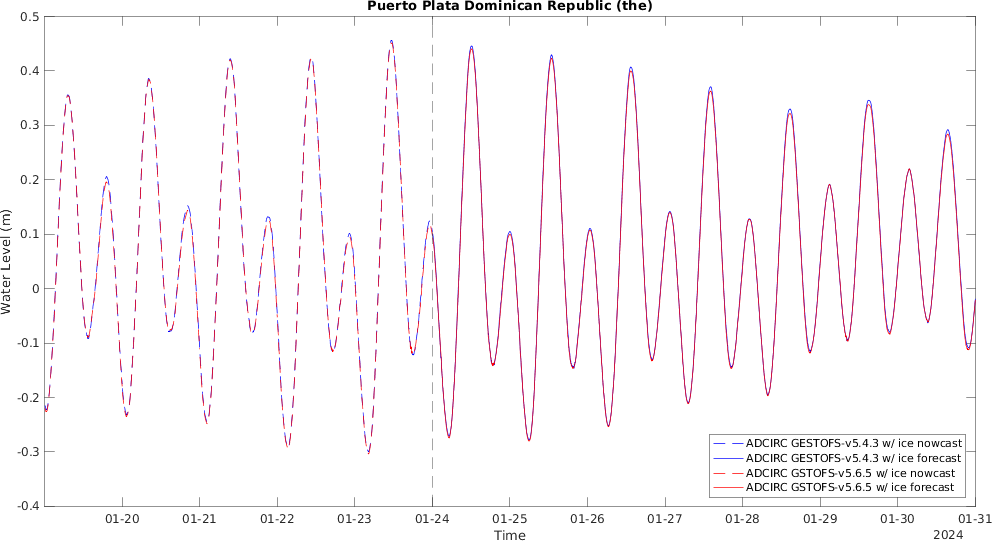 Puerto Plata Dominican Republic (the)
0.5
0.4
0.3
0.2
0.1
0
-0.1
-0.2
-0.3
-0.4
Water Level (m)
ADCIRC GESTOFS-v5.4.3 w/ ice nowcast
ADCIRC GESTOFS-v5.4.3 w/ ice forecast
ADCIRC GSTOFS-v5.6.5 w/ ice nowcast
ADCIRC GSTOFS-v5.6.5 w/ ice forecast
01-20 01-21 01-22 01-23 01-24 01-25 01-26 01-27 01-28 01-29 01-30 01-31
Time
2024